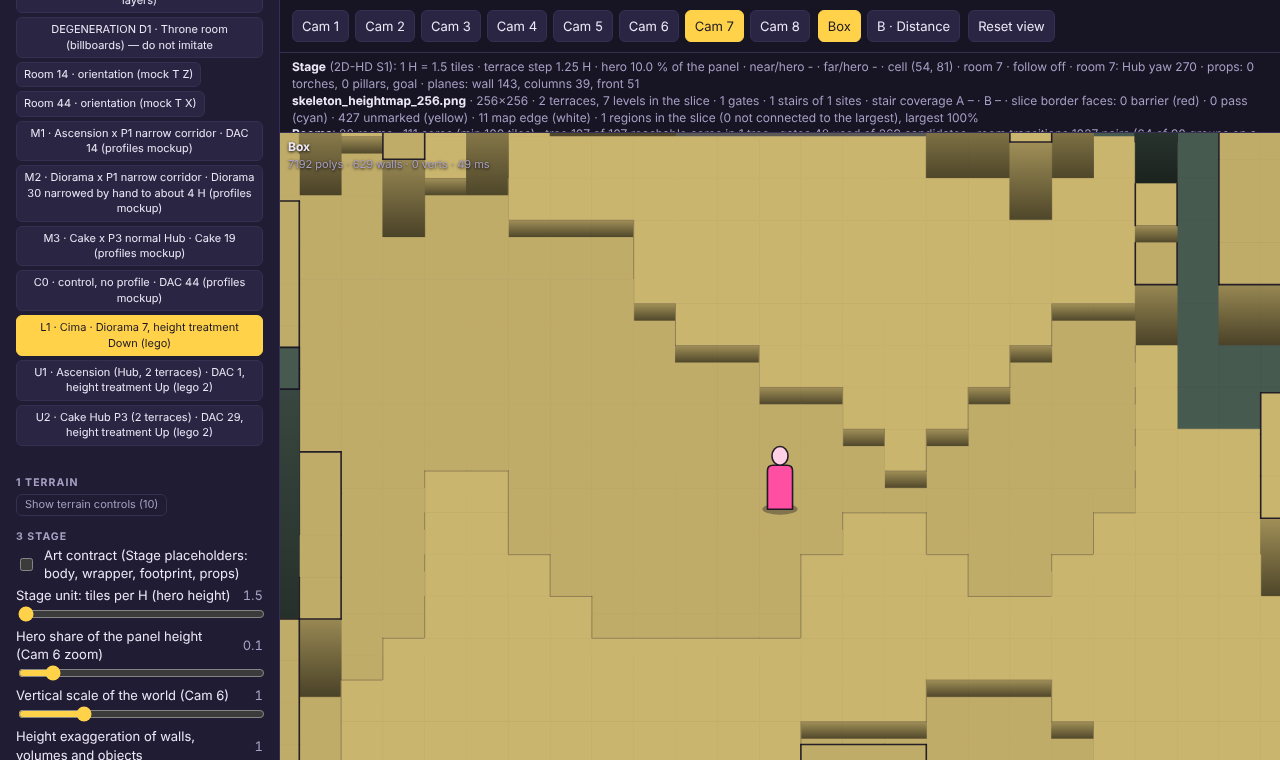 layers)
DEGENERATION D1 · Throne room
(billboards) — do not imitate
Room 14 · orientation (mock T Z)
Room 44 · orientation (mock T X)
M1 · Ascension x P1 narrow corridor · DAC
14 (profiles mockup)
M2 · Diorama x P1 narrow corridor · Diorama
30 narrowed by hand to about 4 H (profiles
mockup)
M3 · Cake x P3 normal Hub · Cake 19
(profiles mockup)
C0 · control, no profile · DAC 44 (profiles
mockup)
L1 · Cima · Diorama 7, height treatment
Down (lego)
U1 · Ascension (Hub, 2 terraces) · DAC 1,
height treatment Up (lego 2)
U2 · Cake Hub P3 (2 terraces) · DAC 29,
height treatment Up (lego 2)
1 TERRAIN
Show terrain controls (10)
3 STAGE
Art contract (Stage placeholders:
body, wrapper, footprint, props)
Stage unit: tiles per H (hero height) 1.5
Hero share of the panel height
(Cam 6 zoom) 0.1
Vertical scale of the world (Cam 6) 1
Height exaggeration of walls,
volumes and objects 1
Cam 1 Cam 2 Cam 3 Cam 4 Cam 5 Cam 6 Cam 7 Cam 8 Box B · Distance Reset view
Stage (2D-HD S1): 1 H = 1.5 tiles · terrace step 1.25 H · hero 10.0 % of the panel · near/hero - · far/hero - · cell (54, 81) · room 7 · follow off · room 7: Hub yaw 270 · props: 0
torches, 0 pillars, goal · planes: wall 143, columns 39, front 51
skeleton_heightmap_256.png · 256×256 · 2 terraces, 7 levels in the slice · 1 gates · 1 stairs of 1 sites · stair coverage A – · B – · slice border faces: 0 barrier (red) · 0 pass
(cyan) · 427 unmarked (yellow) · 11 map edge (white) · 1 regions in the slice (0 not connected to the largest), largest 100%
Box
7192 polys · 629 walls · 0 verts · 49 ms